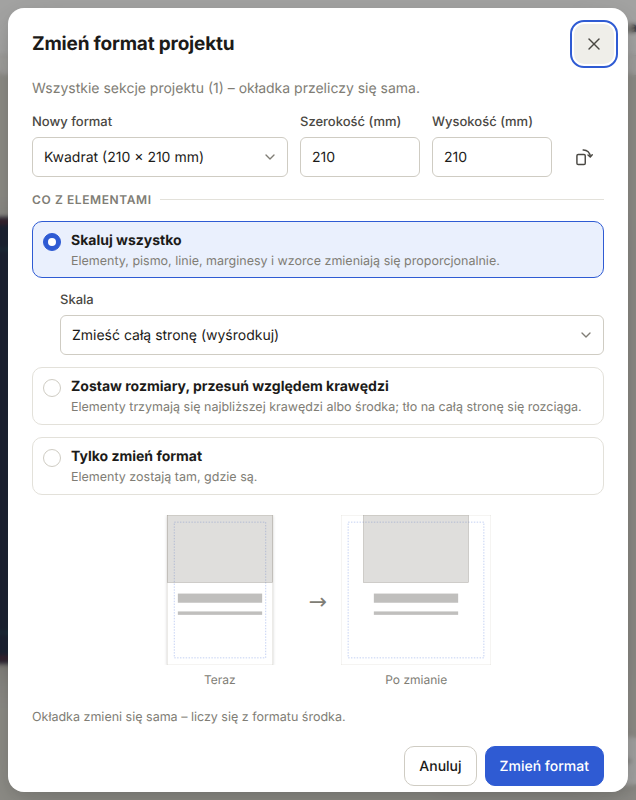 Zmień format projektu
Wszystkie sekcje projektu (1) – okładka przeliczy się sama.
Nowy format
Szerokość (mm)
Wysokość (mm)
Kwadrat (210 × 210 mm)
210
210
CO Z ELEMENTAMI
Skaluj wszystko
Elementy, pismo, linie, marginesy i wzorce zmieniają się proporcjonalnie.
Skala
Zmieść całą stronę (wyśrodkuj)
Zostaw rozmiary, przesuń względem krawędzi
Elementy trzymają się najbliższej krawędzi albo środka; tło na całą stronę się rozciąga.
Tylko zmień format
Elementy zostają tam, gdzie są.
→
Teraz
Po zmianie
Okładka zmieni się sama – liczy się z formatu środka.
Anuluj
Zmień format